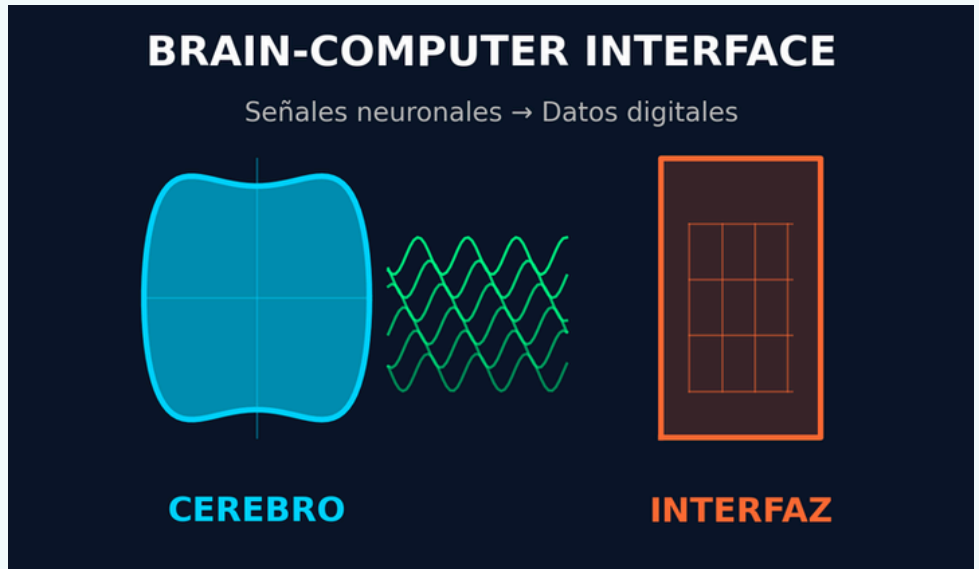 BRAIN-COMPUTER INTERFACE
Señales neuronales → Datos digitales
CEREBRO
INTERFAZ